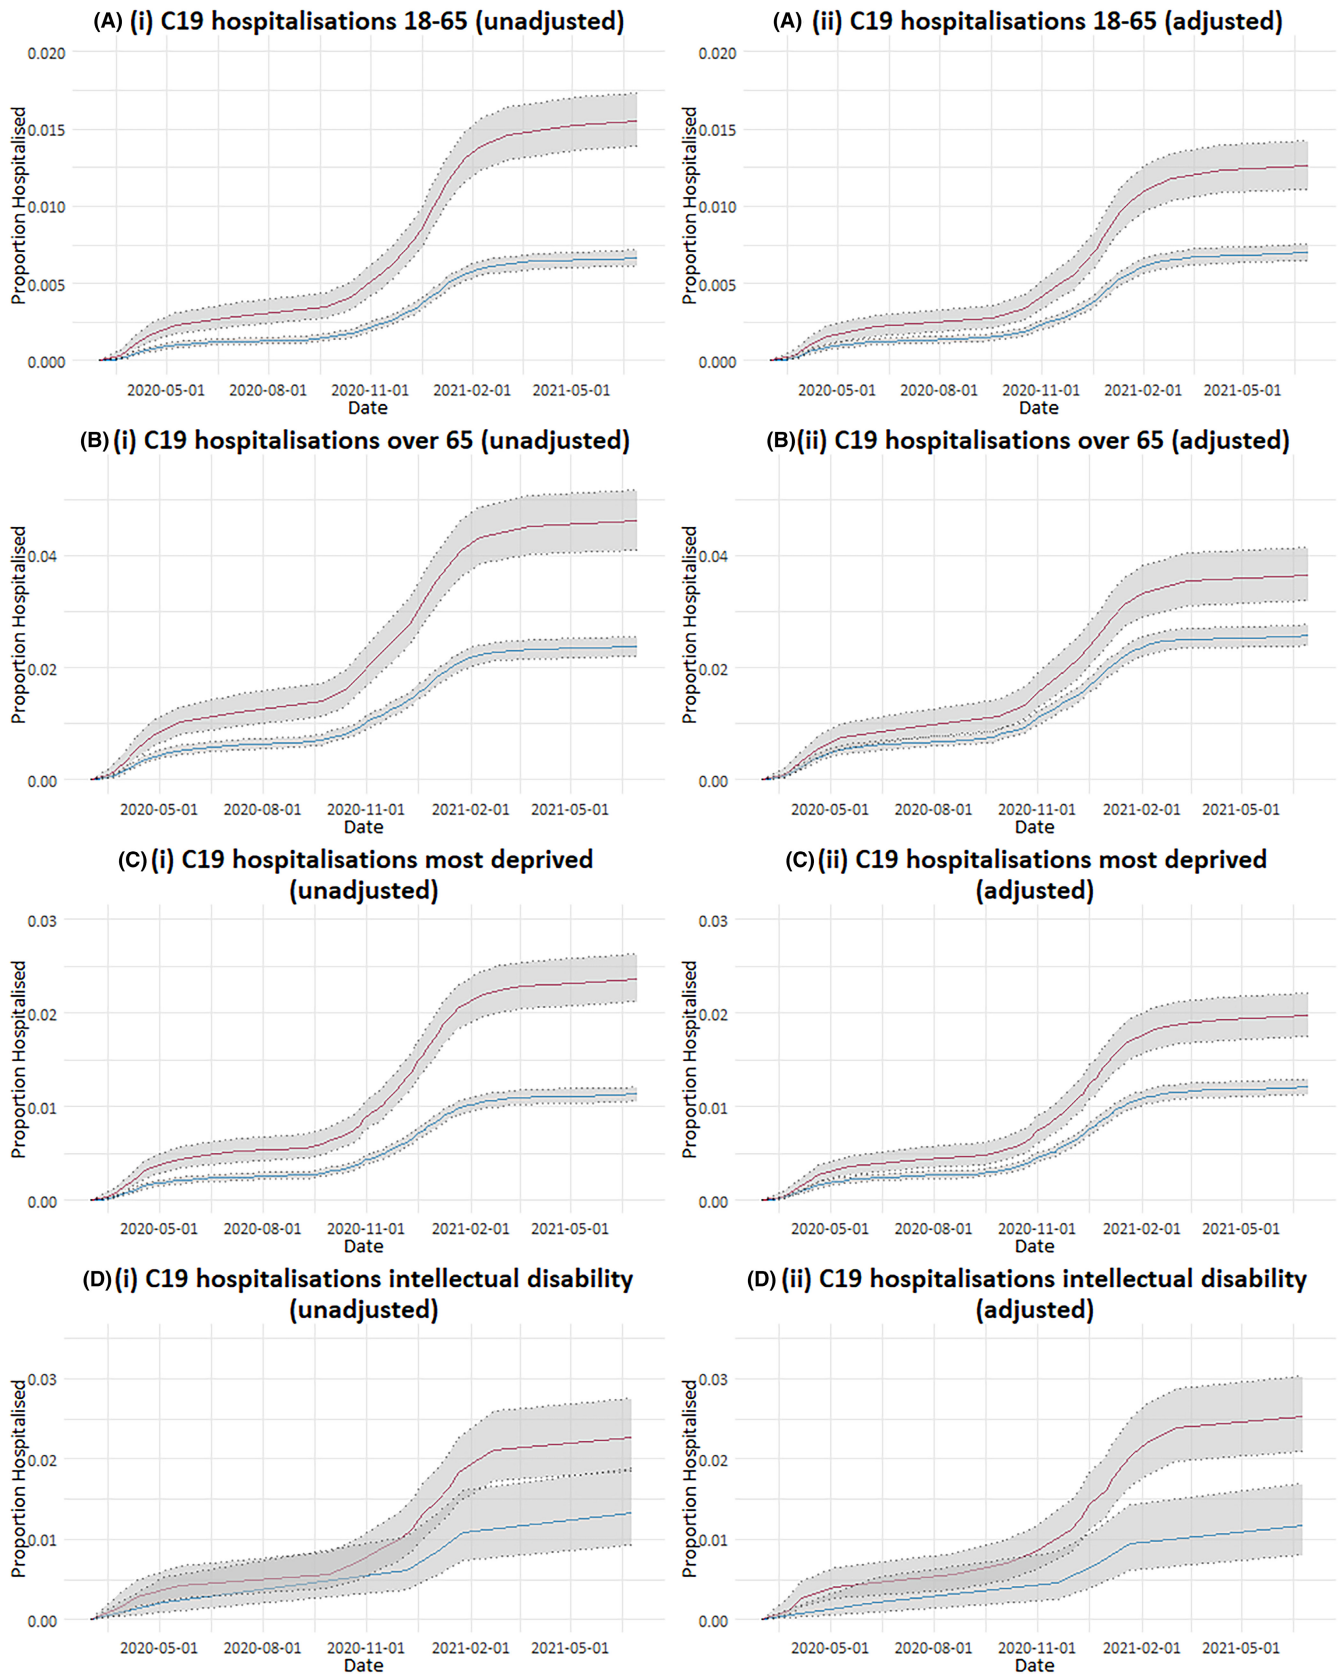 (A) (i) C19 hospitalisations 18-65 (unadjusted)
Proportion Hospitalised
0.020
0.015
0.010
0.005
0.000
2020-05-01 2020-08-01 2020-11-01 2021-02-01 2021-05-01
Date
(A) (ii) C19 hospitalisations 18-65 (adjusted)
Proportion Hospitalised
0.020
0.015
0.010
0.005
0.000
2020-05-01 2020-08-01 2020-11-01 2021-02-01 2021-05-01
Date
(B) (i) C19 hospitalisations over 65 (unadjusted)
Proportion Hospitalised
0.04
0.02
0.00
2020-05-01 2020-08-01 2020-11-01 2021-02-01 2021-05-01
Date
(B) (ii) C19 hospitalisations over 65 (adjusted)
Proportion Hospitalised
0.04
0.02
0.00
2020-05-01 2020-08-01 2020-11-01 2021-02-01 2021-05-01
Date
(C) (i) C19 hospitalisations most deprived
(unadjusted)
Proportion Hospitalised
0.03
0.02
0.01
0.00
2020-05-01 2020-08-01 2020-11-01 2021-02-01 2021-05-01
Date
(C) (ii) C19 hospitalisations most deprived
(adjusted)
Proportion Hospitalised
0.03
0.02
0.01
0.00
2020-05-01 2020-08-01 2020-11-01 2021-02-01 2021-05-01
Date
(D) (i) C19 hospitalisations intellectual disability
(unadjusted)
Proportion Hospitalised
0.03
0.02
0.01
0.00
2020-05-01 2020-08-01 2020-11-01 2021-02-01 2021-05-01
Date
(D) (ii) C19 hospitalisations intellectual disability
(adjusted)
Proportion Hospitalised
0.03
0.02
0.01
0.00
2020-05-01 2020-08-01 2020-11-01 2021-02-01 2021-05-01
Date